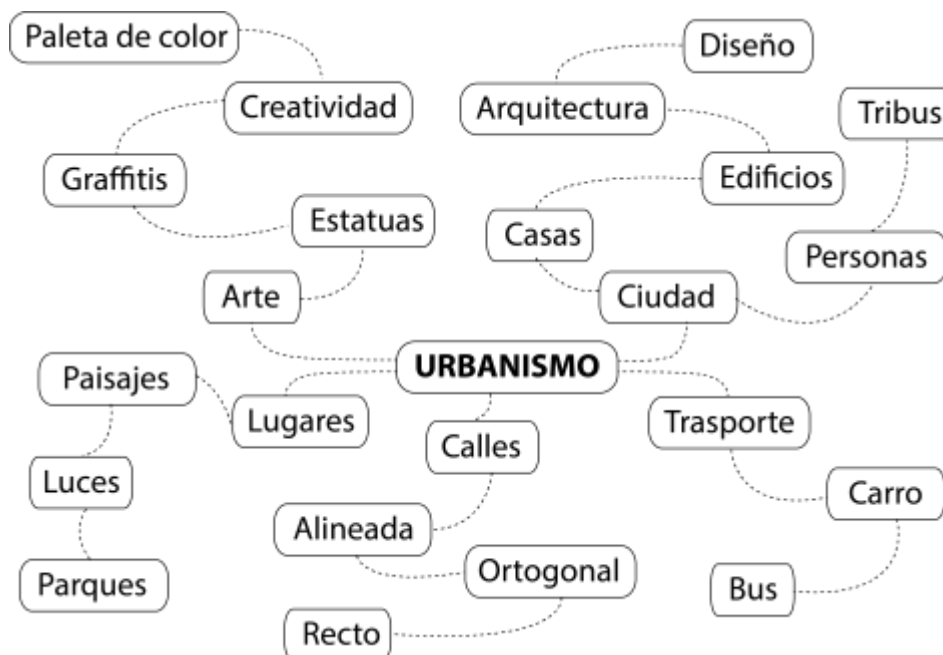 Paleta de color
Diseño
Creatividad
Arquitectura
Tribus
Graffitis
Edificios
Estatuas
Casas
Personas
Arte
Ciudad
URBANISMO
Paisajes
Lugares
Calles
Trasporte
Luces
Carro
Alineada
Ortogonal
Parques
Bus
Recto